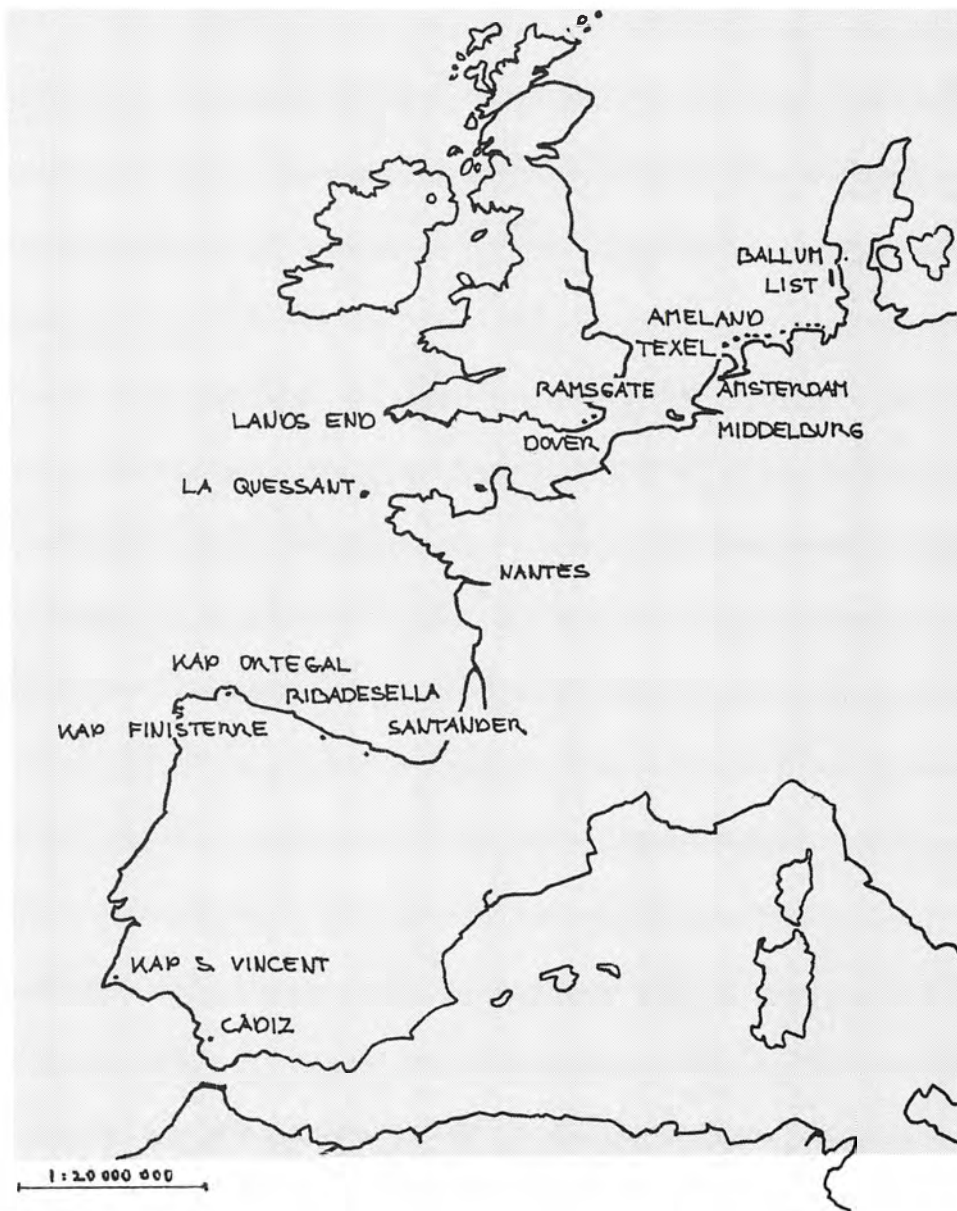 BALLUM
LIST
AMELAND
TEXEL
RAMSGATE
AMSTERDAM
LANDS END
DOVER
MIDDELBURG
LA QUESSANT
NANTES
KAP ORTEGAL
RIBADESELLA
KAP FINISTERRE
SANTANDER
KAP S. VINCENT
CÀDIZ
1:20 000 000